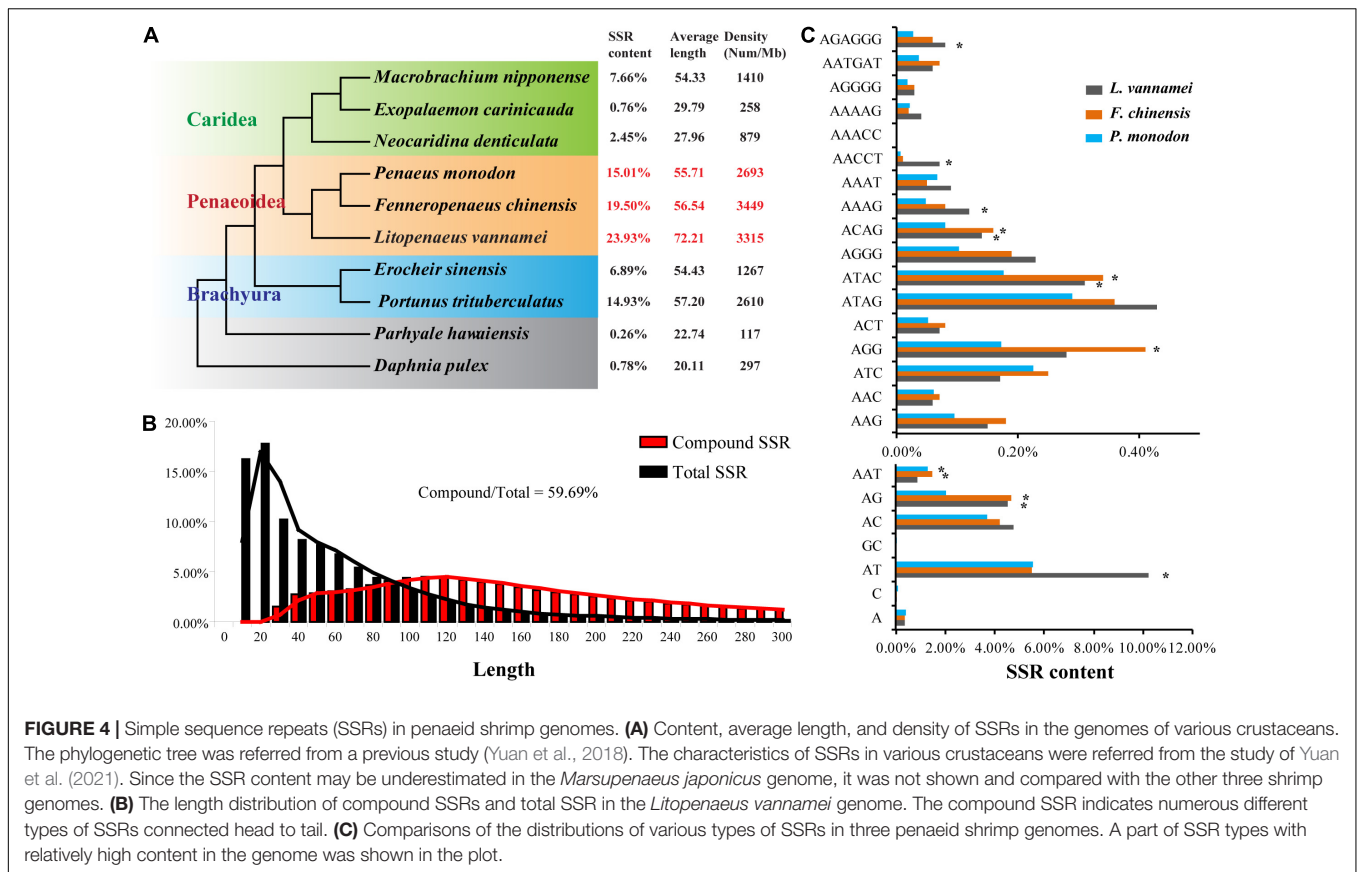 A
SSR content
Average length
Density (Num/Mb)
Caridea
Macrobrachium nipponense 7.66% 54.33 1410
Exopalaemon carinicauda 0.76% 29.79 258
Neocaridina denticulata 2.45% 27.96 879
Penaeoidea
Penaeus monodon 15.01% 55.71 2693
Fenneropenaeus chinensis 19.50% 56.54 3449
Litopenaeus vannamei 23.93% 72.21 3315
Brachyura
Erocheir sinensis 6.89% 54.43 1267
Portunus trituberculatus 14.93% 57.20 2610
Parhyale hawaiensis 0.26% 22.74 117
Daphnia pulex 0.78% 20.11 297
B
20.00%
15.00%
10.00%
5.00%
0.00%
Compound SSR
Total SSR
Compound/Total = 59.69%
0 20 40 60 80 100 120 140 160 180 200 220 240 260 280 300
Length
C
L. vannamei
F. chinensis
P. monodon
AGAGGG *
AATGAT
AGGGG
AAAAG
AAACC
AACCT *
AAAT
AAAG *
ACAG * *
AGGG
ATAC * *
ATAG
ACT
AGG *
ATC
AAC
AAG
0.00% 0.20% 0.40%
AAT * *
AG * *
AC
GC
AT *
C
A
0.00% 2.00% 4.00% 6.00% 8.00% 10.00% 12.00%
SSR content
FIGURE 4 | Simple sequence repeats (SSRs) in penaeid shrimp genomes. (A) Content, average length, and density of SSRs in the genomes of various crustaceans.
The phylogenetic tree was referred from a previous study (Yuan et al., 2018). The characteristics of SSRs in various crustaceans were referred from the study of Yuan
et al. (2021). Since the SSR content may be underestimated in the Marsupenaeus japonicus genome, it was not shown and compared with the other three shrimp
genomes. (B) The length distribution of compound SSRs and total SSR in the Litopenaeus vannamei genome. The compound SSR indicates numerous different
types of SSRs connected head to tail. (C) Comparisons of the distributions of various types of SSRs in three penaeid shrimp genomes. A part of SSR types with
relatively high content in the genome was shown in the plot.